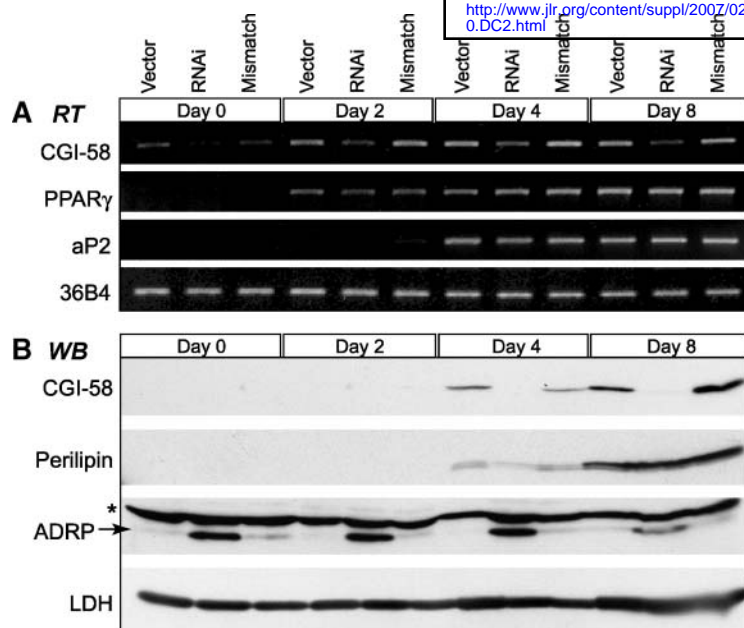 http://www.jlr.org/content/suppl/2007/02
0.DC2.html
Vector RNAi Mismatch Vector RNAi Mismatch Vector RNAi Mismatch Vector RNAi Mismatch
A RT Day 0 Day 2 Day 4 Day 8
CGI-58
PPARγ
aP2
36B4
B WB Day 0 Day 2 Day 4 Day 8
CGI-58
Perilipin
*
ADRP→
LDH